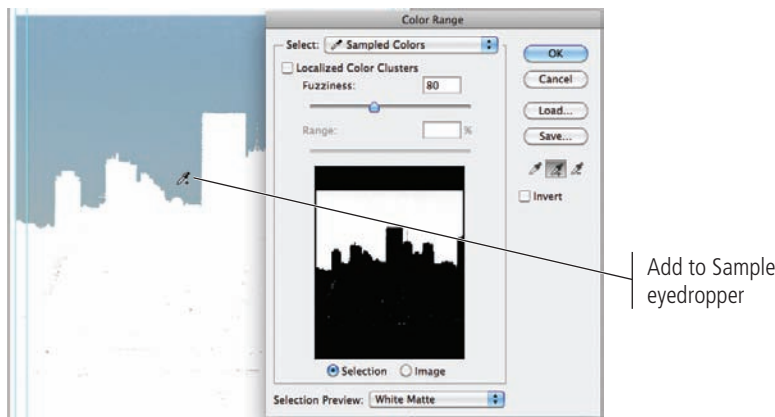 Color Range
Select: Sampled Colors
OK
Localized Color Clusters
Cancel
Fuzziness: 80
Load...
Range: %
Save...
Invert
Add to Sample
eyedropper
Selection Image
Selection Preview: White Matte